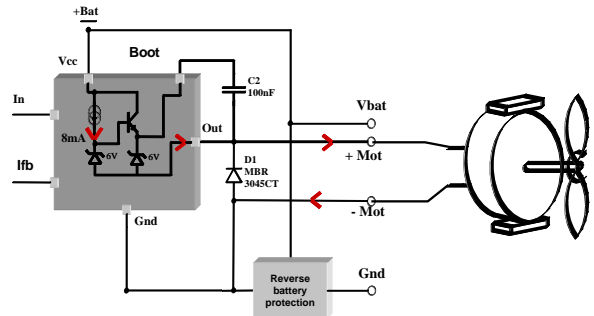 +Bat
Boot
Vcc
C2
100nF
In
Vbat
Out
8mA
6V
6V
+ Mot
D1
MBR
3045CT
Ifb
- Mot
Gnd
Gnd
Reverse
battery
protection